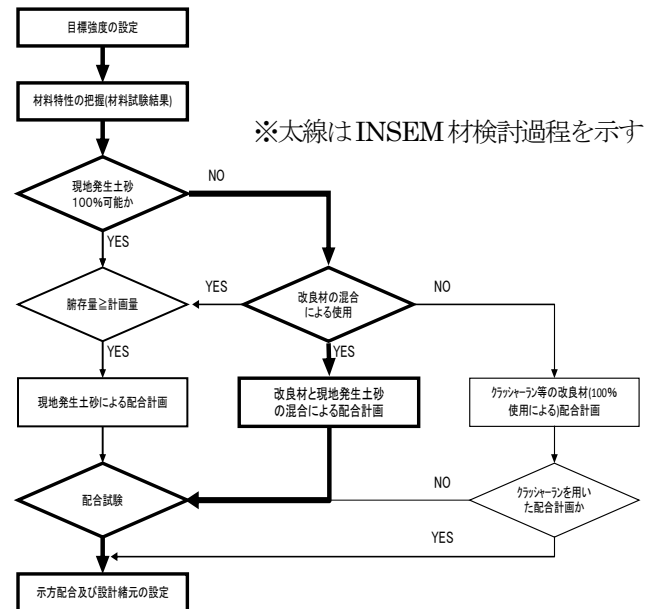 目標強度の設定
材料特性の把握(材料試験結果)
※太線はINSEM材検討過程を示す
現地発生土砂
100%可能か
NO
YES
腑存量≧計画量
YES
改良材の混合
による使用
NO
YES
YES
現地発生土砂による配合計画
改良材と現地発生土砂
の混合による配合計画
クラッシャーラン等の改良材(100%
使用による)配合計画
配合試験
NO
クラッシャーランを用い
た配合計画か
YES
示方配合及び設計緒元の設定